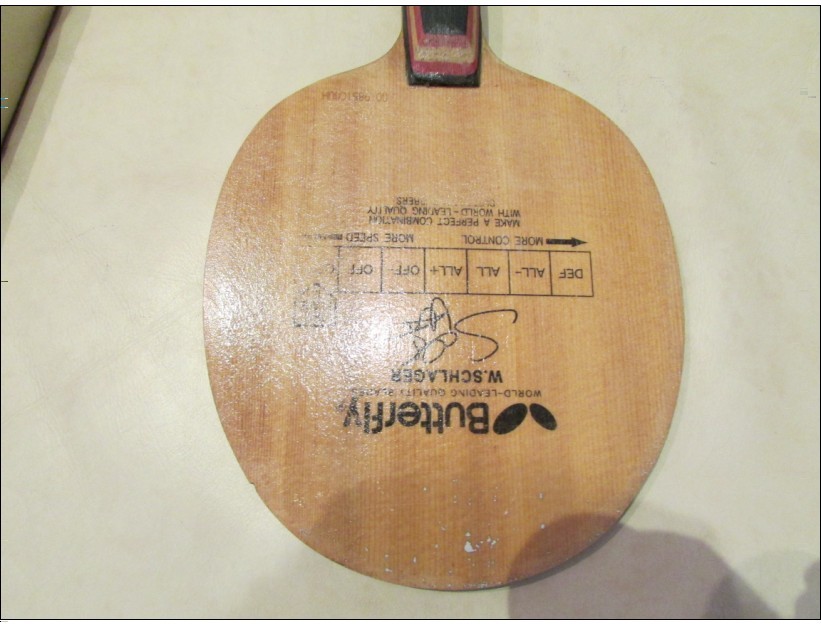 Butterfly
WORLD-LEADING QUALITY BLADES
W.SCHLAGER
DEF ALL- ALL ALL+ OFF- OFF
MORE CONTROL MORE SPEED
MAKE A PERFECT COMBINATION
WITH WORLD-LEADING QUALITY